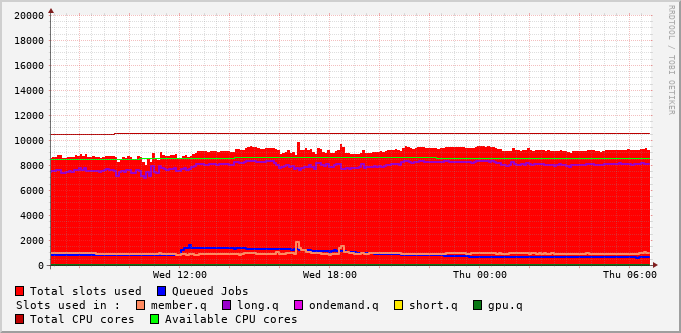 RRDTOOL / TOBI OETIKER
20000
18000
16000
14000
12000
10000
8000
6000
4000
2000
0
Wed 12:00 Wed 18:00 Thu 00:00 Thu 06:00
Total slots used Queued Jobs
Slots used in : member.q long.q ondemand.q short.q gpu.q
Total CPU cores Available CPU cores